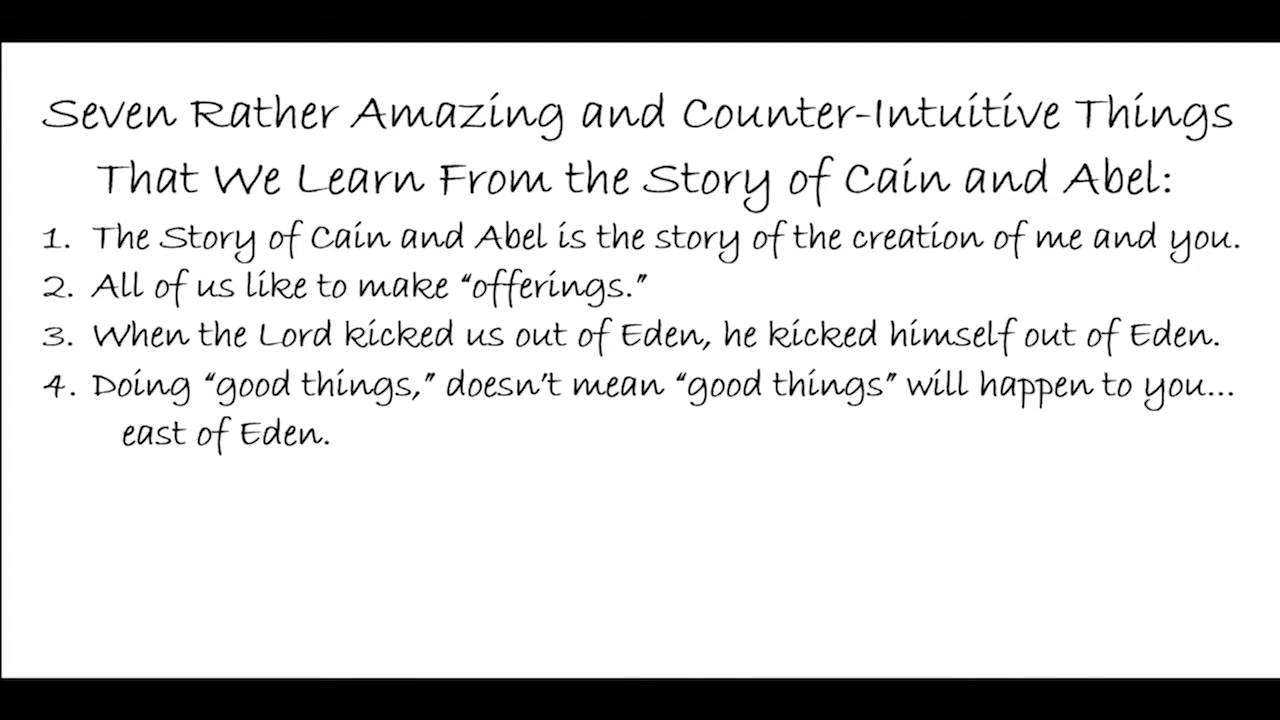 Seven Rather Amazing and Counter-Intuitive Things
That We Learn From the Story of Cain and Abel:
1. The Story of Cain and Abel is the story of the creation of me and you.
2. All of us like to make “offerings.”
3. When the Lord kicked us out of Eden, he kicked himself out of Eden.
4. Doing “good things,” doesn’t mean “good things” will happen to you...
east of Eden.